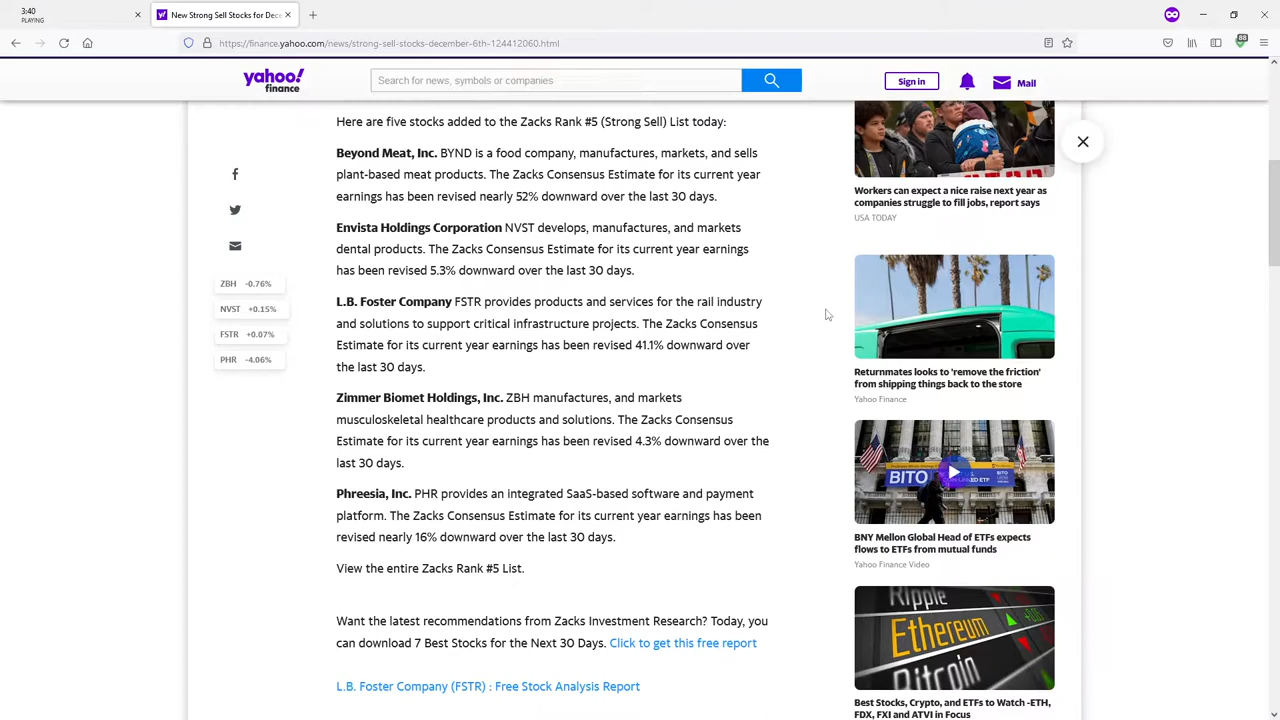 3:40
PLAYING
New Strong Sell Stocks for Dece
https://finance.yahoo.com/news/strong-sell-stocks-december-6th-124412060.html
88
yahoo!
finance
Search for news, symbols or companies
Sign in
Mail
Here are five stocks added to the Zacks Rank #5 (Strong Sell) List today:
Beyond Meat, Inc. BYND is a food company, manufactures, markets, and sells
plant-based meat products. The Zacks Consensus Estimate for its current year
earnings has been revised nearly 52% downward over the last 30 days.
Envista Holdings Corporation NVST develops, manufactures, and markets
dental products. The Zacks Consensus Estimate for its current year earnings
has been revised 5.3% downward over the last 30 days.
L.B. Foster Company FSTR provides products and services for the rail industry
and solutions to support critical infrastructure projects. The Zacks Consensus
Estimate for its current year earnings has been revised 41.1% downward over
the last 30 days.
Zimmer Biomet Holdings, Inc. ZBH manufactures, and markets
musculoskeletal healthcare products and solutions. The Zacks Consensus
Estimate for its current year earnings has been revised 4.3% downward over the
last 30 days.
Phreesia, Inc. PHR provides an integrated SaaS-based software and payment
platform. The Zacks Consensus Estimate for its current year earnings has been
revised nearly 16% downward over the last 30 days.
View the entire Zacks Rank #5 List.
Want the latest recommendations from Zacks Investment Research? Today, you
can download 7 Best Stocks for the Next 30 Days. Click to get this free report
L.B. Foster Company (FSTR) : Free Stock Analysis Report
ZBH -0.76%
NVST +0.15%
FSTR +0.07%
PHR -4.06%
Workers can expect a nice raise next year as
companies struggle to fill jobs, report says
USA TODAY
Returnmates looks to 'remove the friction'
from shipping things back to the store
Yahoo Finance
BITO
BITO
BNY Mellon Global Head of ETFs expects
flows to ETFs from mutual funds
Yahoo Finance Video
Ripple
Ethereum
Bitcoin
Best Stocks, Crypto, and ETFs to Watch -ETH,
FDX, FXI and ATVI in Focus